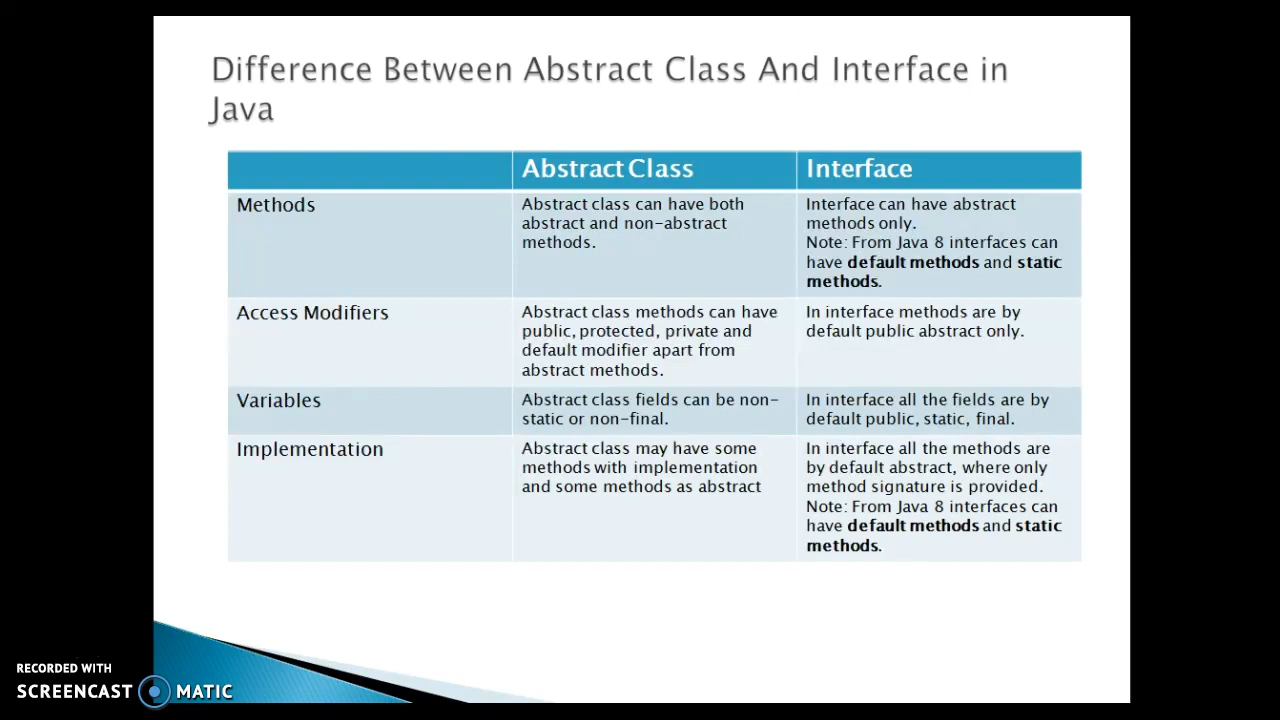 Difference Between Abstract Class And Interface in
Java
Abstract Class
Interface
Methods
Abstract class can have both
abstract and non-abstract
methods.
Interface can have abstract
methods only.
Note: From Java 8 interfaces can
have default methods and static
methods.
Access Modifiers
Abstract class methods can have
public, protected, private and
default modifier apart from
abstract methods.
In interface methods are by
default public abstract only.
Variables
Abstract class fields can be non-
static or non-final.
In interface all the fields are by
default public, static, final.
Implementation
Abstract class may have some
methods with implementation
and some methods as abstract
In interface all the methods are
by default abstract, where only
method signature is provided.
Note: From Java 8 interfaces can
have default methods and static
methods.
RECORDED WITH
SCREENCAST MATIC